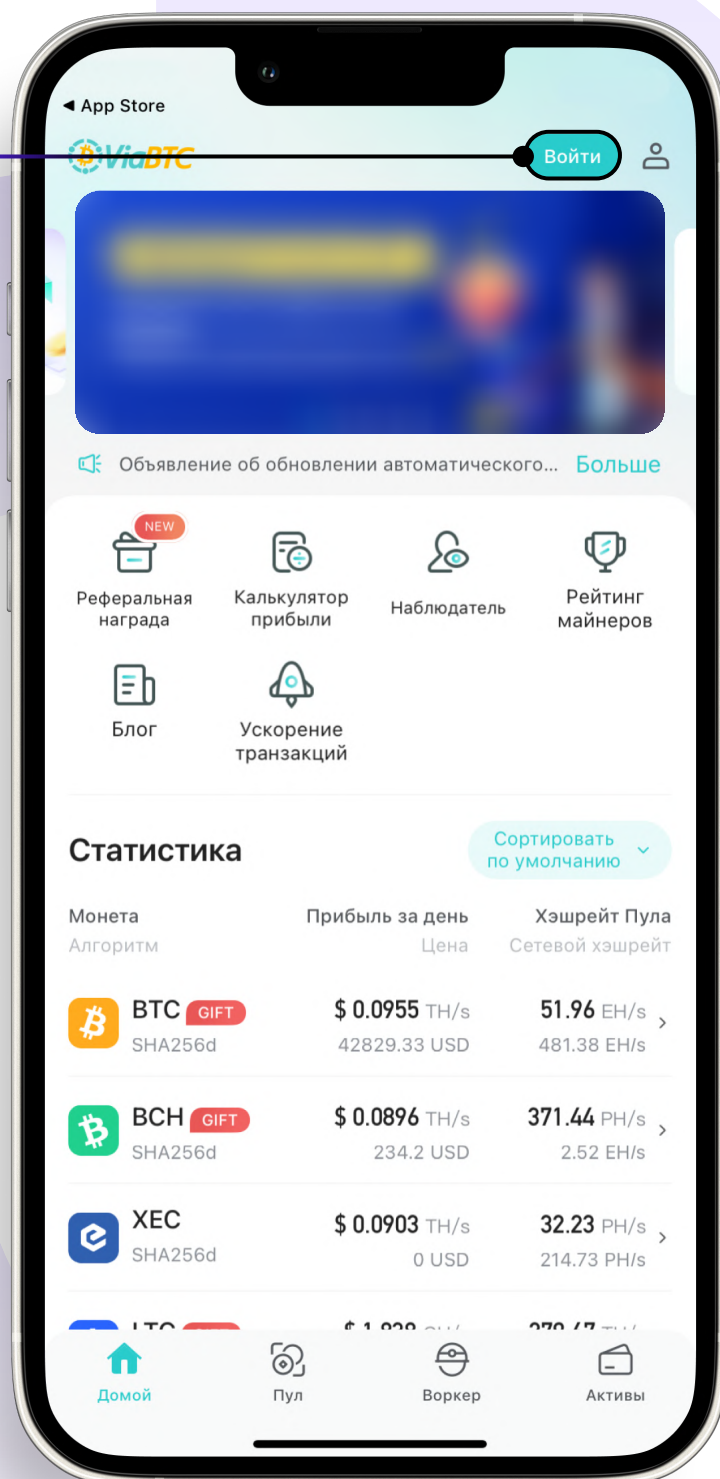 ◀ App Store
ViaBTC
Войти
Объявление об обновлении автоматического... Больше
NEW
Реферальная
награда
Калькулятор
прибыли
Наблюдатель
Рейтинг
майнеров
Блог
Ускорение
транзакций
Статистика
Сортировать
по умолчанию
Монета Прибыль за день Хэшрейт Пула
Алгоритм Цена Сетевой хэшрейт
BTC GIFT $ 0.0955 TH/s 51.96 EH/s
SHA256d 42829.33 USD 481.38 EH/s
BCH GIFT $ 0.0896 TH/s 371.44 PH/s
SHA256d 234.2 USD 2.52 EH/s
XEC $ 0.0903 TH/s 32.23 PH/s
SHA256d 0 USD 214.73 PH/s
Домой Пул Воркер Активы